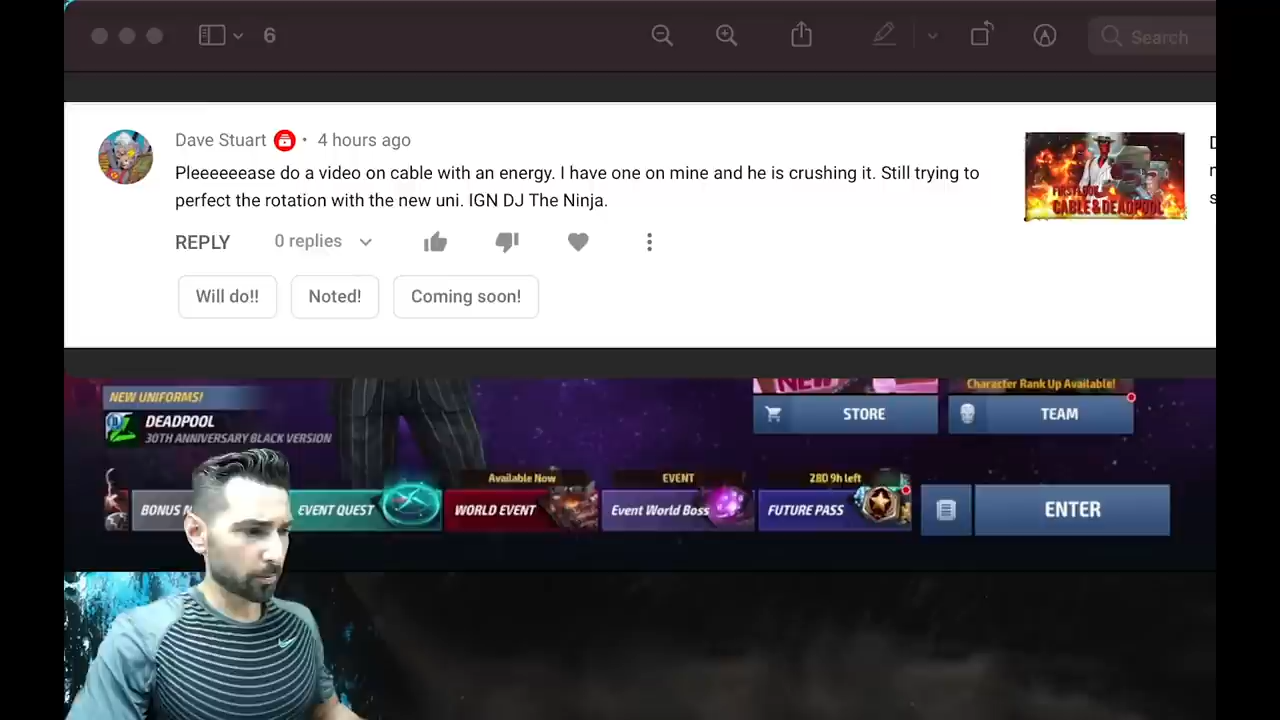 6
Search
Dave Stuart • 4 hours ago
Pleeeeeease do a video on cable with an energy. I have one on mine and he is crushing it. Still trying to
perfect the rotation with the new uni. IGN DJ The Ninja.
FIRST LOOK
CABLE & DEADPOOL
REPLY 0 replies
Will do!! Noted! Coming soon!
NEW UNIFORMS!
DEADPOOL
30TH ANNIVERSARY BLACK VERSION
NEW
Character Rank Up Available!
STORE
TEAM
Available Now
EVENT
28D 9h left
BONUS
EVENT QUEST
WORLD EVENT
Event World Boss
FUTURE PASS
ENTER